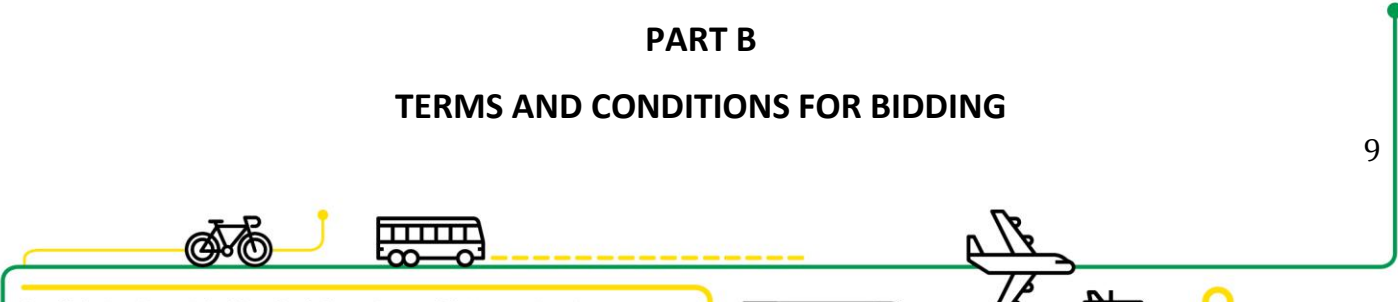 PART B
TERMS AND CONDITIONS FOR BIDDING
9